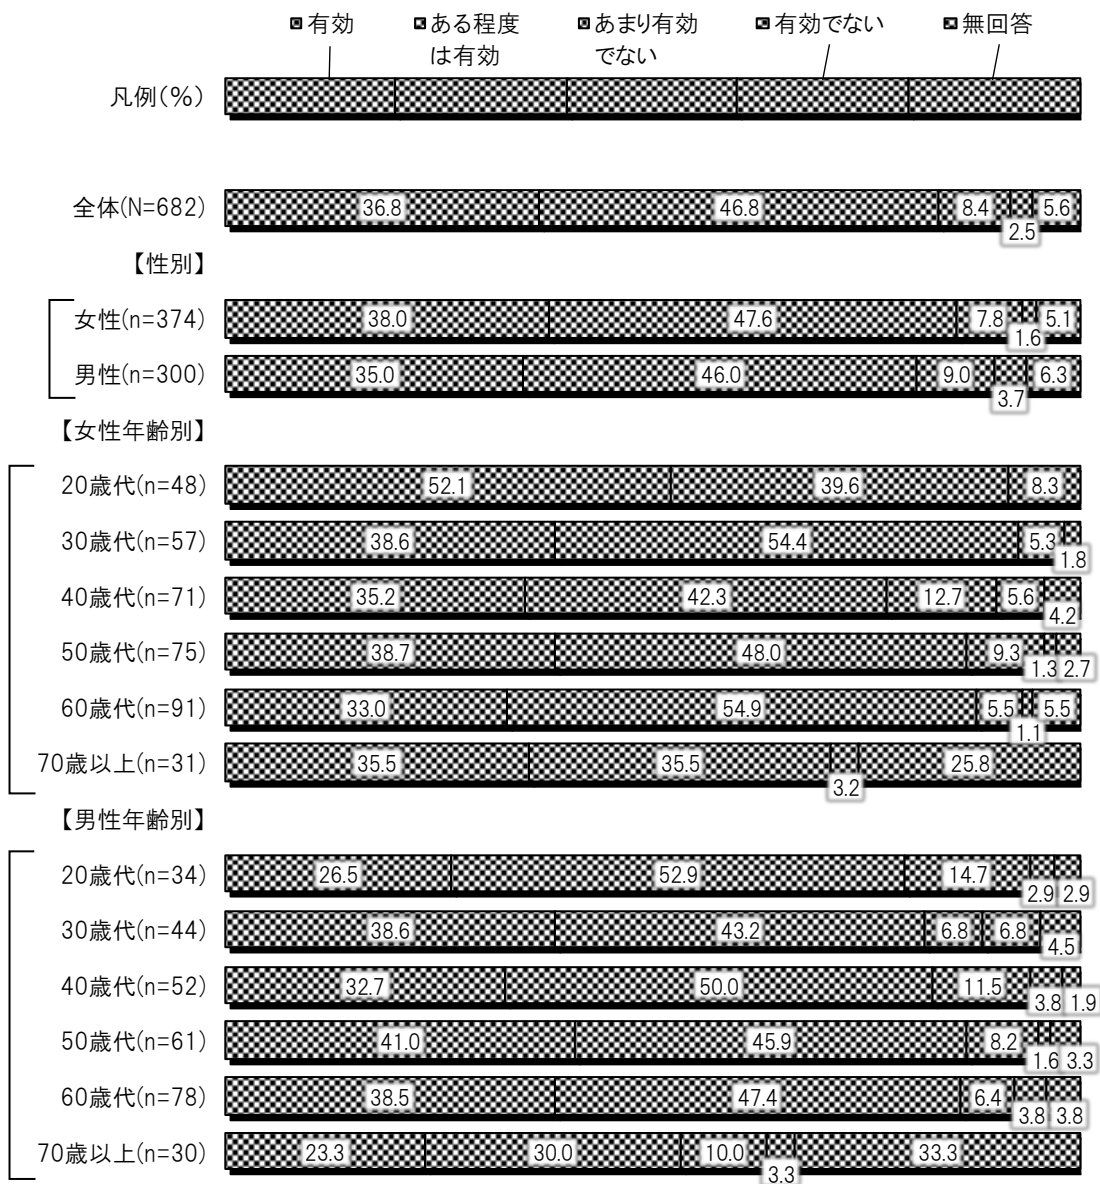 有効
ある程度
は有効
あまり有効
でない
有効でない
無回答
凡例(%)
全体(N=682) 36.8 46.8 8.4 2.5 5.6
【性別】
女性(n=374) 38.0 47.6 7.8 1.6 5.1
男性(n=300) 35.0 46.0 9.0 3.7 6.3
【女性年齢別】
20歳代(n=48) 52.1 39.6 8.3
30歳代(n=57) 38.6 54.4 5.3 1.8
40歳代(n=71) 35.2 42.3 12.7 5.6 4.2
50歳代(n=75) 38.7 48.0 9.3 1.3 2.7
60歳代(n=91) 33.0 54.9 5.5 1.1 5.5
70歳以上(n=31) 35.5 35.5 3.2 25.8
【男性年齢別】
20歳代(n=34) 26.5 52.9 14.7 2.9 2.9
30歳代(n=44) 38.6 43.2 6.8 6.8 4.5
40歳代(n=52) 32.7 50.0 11.5 3.8 1.9
50歳代(n=61) 41.0 45.9 8.2 1.6 3.3
60歳代(n=78) 38.5 47.4 6.4 3.8 3.8
70歳以上(n=30) 23.3 30.0 10.0 3.3 33.3